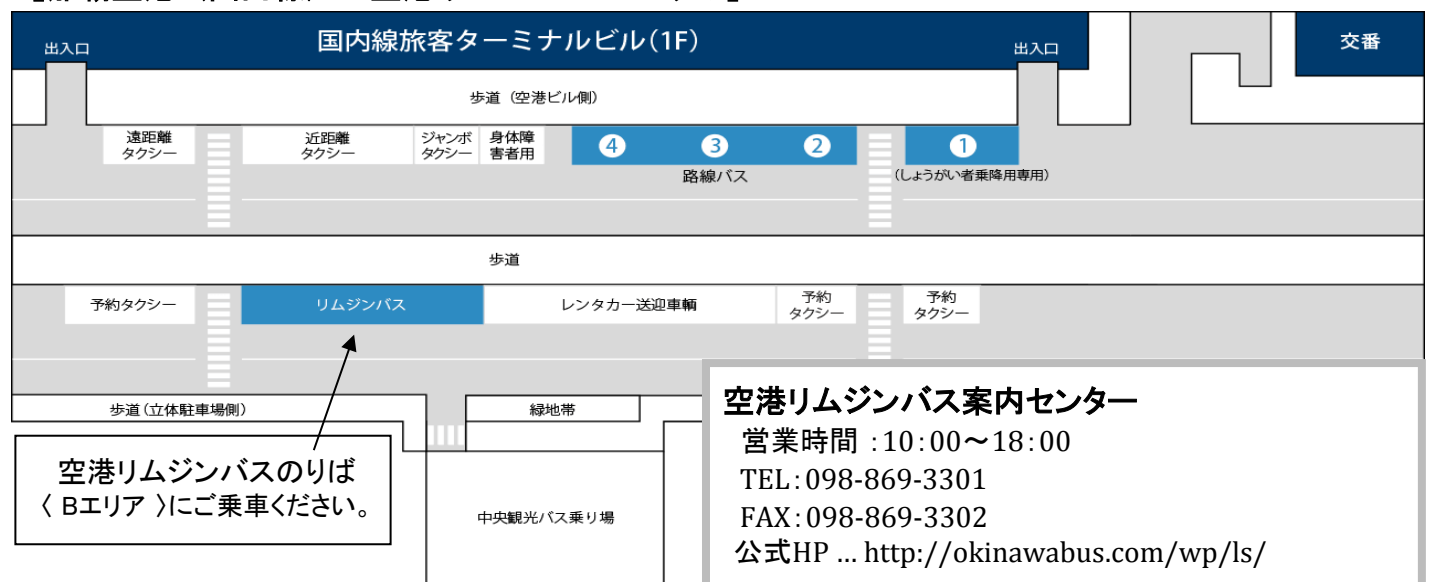 国内線旅客ターミナルビル(1F)
出入口
出入口
交番
歩道 (空港ビル側)
遠距離
タクシー
近距離
タクシー
ジャンボ
タクシー
身体障
害者用
4
3
2
1
路線バス
(しょうがい者乗降用専用)
歩道
予約タクシー
リムジンバス
レンタカー送迎車輌
予約
タクシー
予約
タクシー
歩道(立体駐車場側)
緑地帯
空港リムジンバスのりば
〈 Bエリア 〉にご乗車ください。
中央観光バス乗り場
空港リムジンバス案内センター
営業時間 :10:00~18:00
TEL:098-869-3301
FAX:098-869-3302
公式HP … http://okinawabus.com/wp/ls/